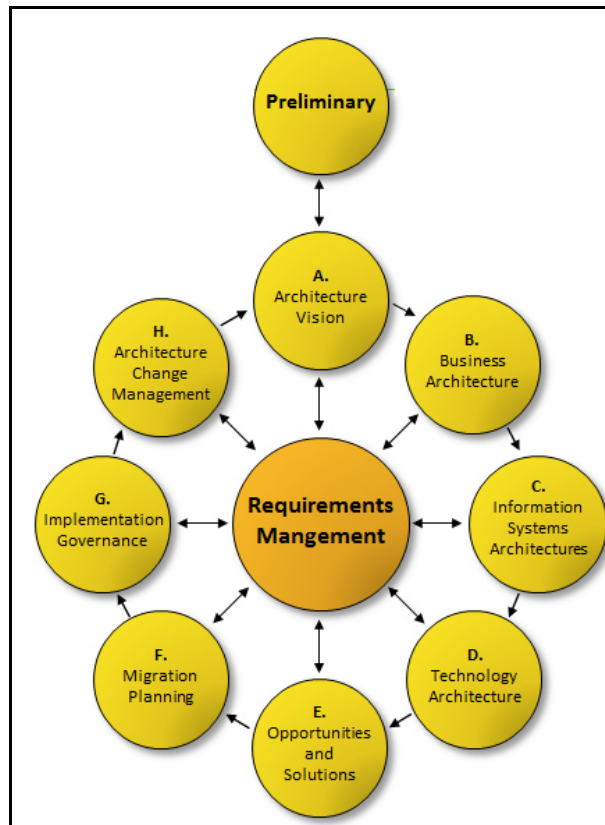 Preliminary
A.
Architecture
Vision
B.
Business
Architecture
C.
Information
Systems
Architectures
D.
Technology
Architecture
E.
Opportunities
and
Solutions
F.
Migration
Planning
G.
Implementation
Governance
H.
Architecture
Change
Management
Requirements
Mangement